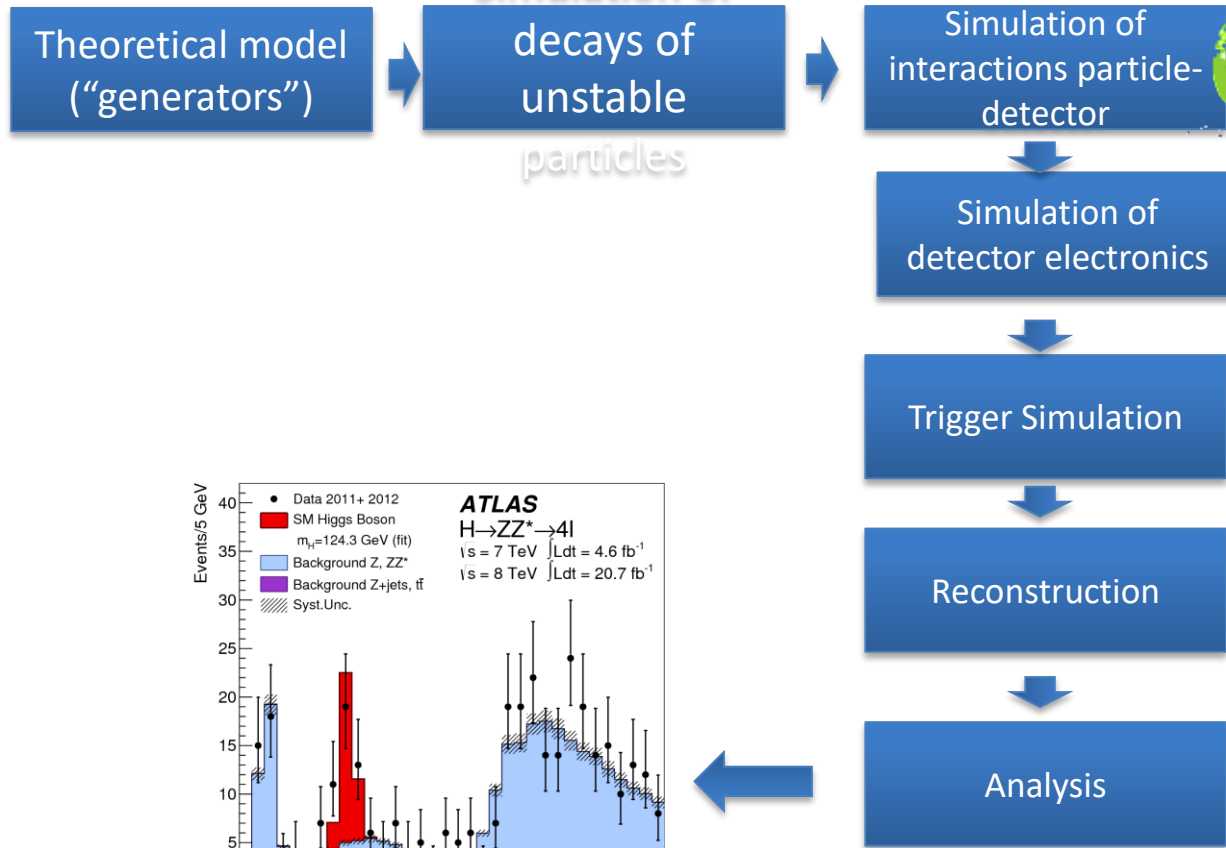 Theoretical model
(“generators”)
Simulation of
decays of
unstable
particles
Simulation of
interactions particle-
detector
Simulation of
detector electronics
Trigger Simulation
Reconstruction
Analysis
Events/5 GeV
40
35
30
25
20
15
10
5
Data 2011+ 2012
SM Higgs Boson
mH=124.3 GeV (fit)
Background Z, ZZ*
Background Z+jets, tt̄
Syst.Unc.
ATLAS
H→ZZ*→4l
√s = 7 TeV ∫Ldt = 4.6 fb⁻¹
√s = 8 TeV ∫Ldt = 20.7 fb⁻¹